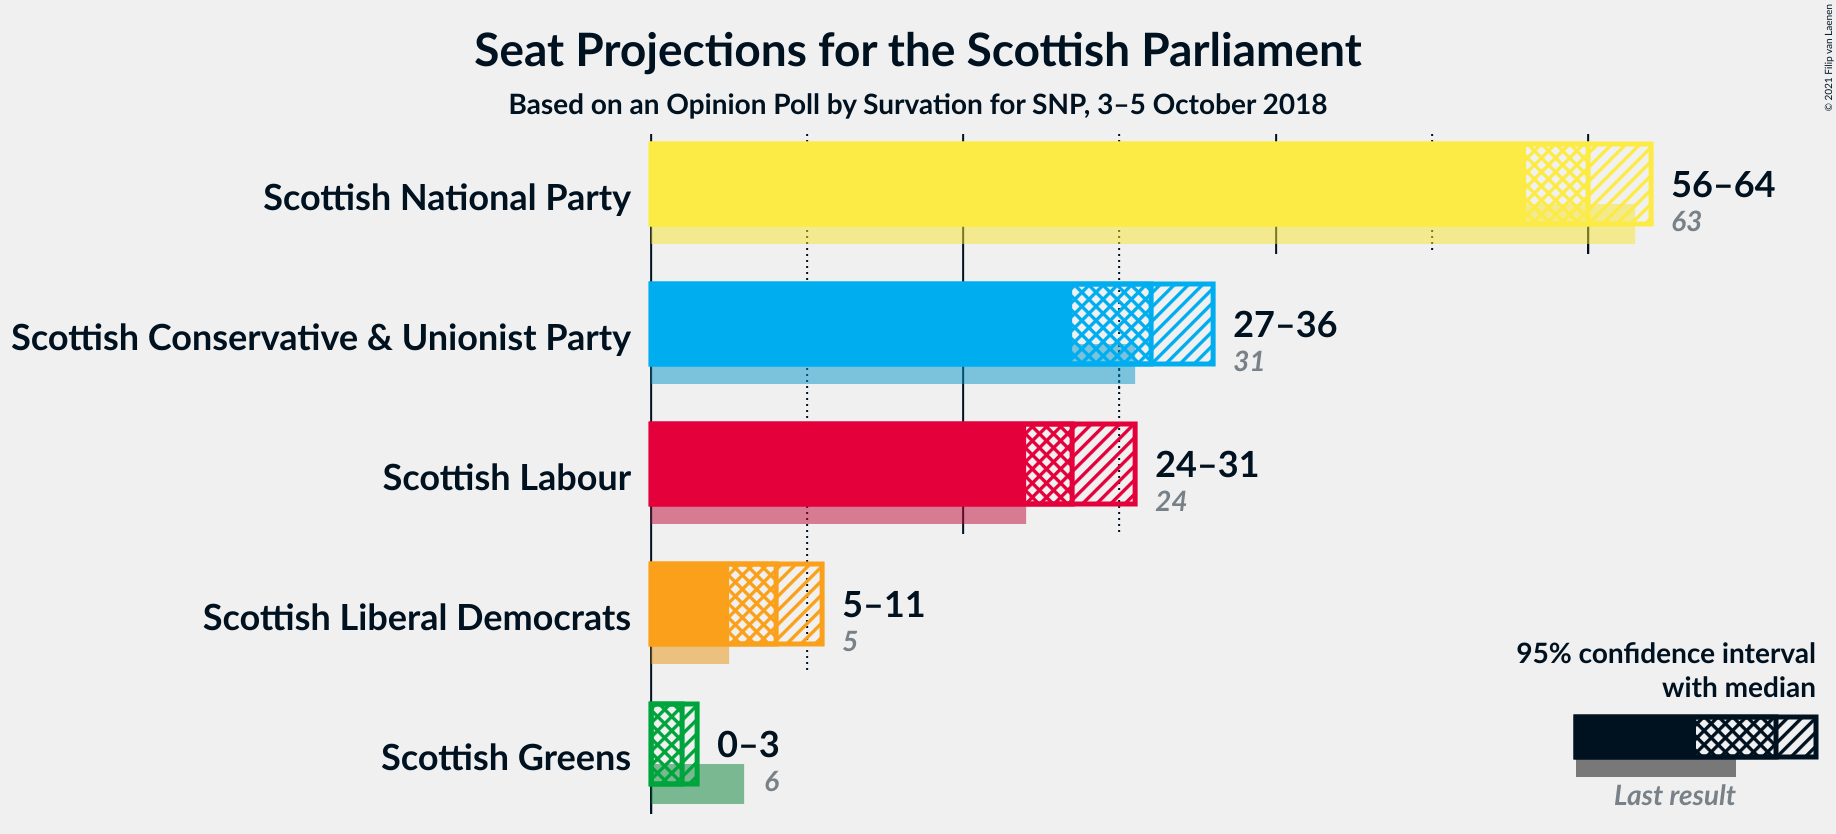 Seat Projections for the Scottish Parliament
Based on an Opinion Poll by Survation for SNP, 3–5 October 2018
© 2021 Filip van Laenen
Scottish National Party
56–64
63
Scottish Conservative & Unionist Party
27–36
31
Scottish Labour
24–31
24
Scottish Liberal Democrats
5–11
5
Scottish Greens
0–3
6
95% confidence interval
with median
Last result